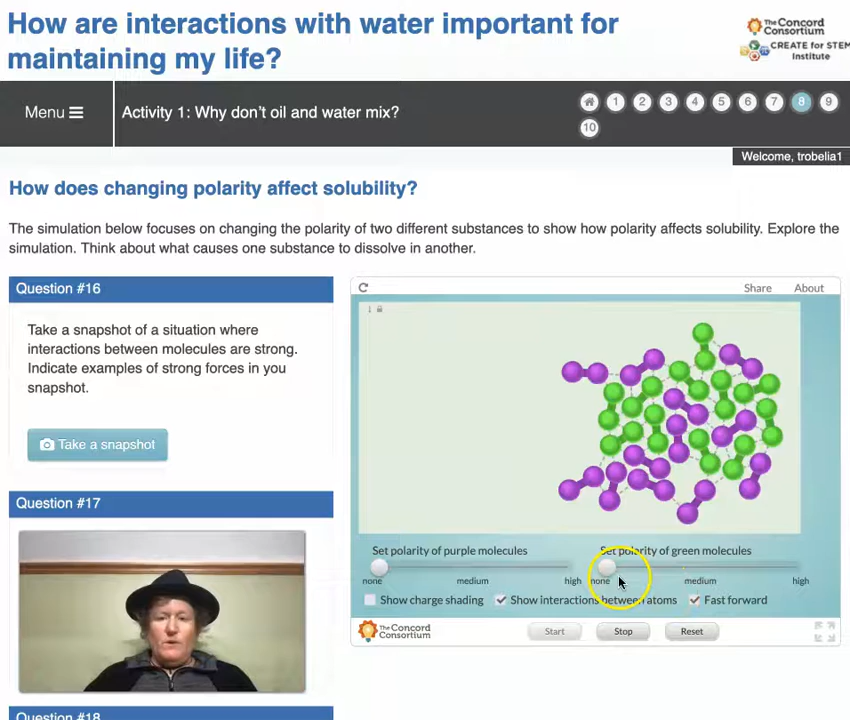 How are interactions with water important for
maintaining my life?
The Concord
Consortium
CREATE for STEM
Institute
Menu
Activity 1: Why don't oil and water mix?
1 2 3 4 5 6 7 8 9
10
Welcome, trobelia1
How does changing polarity affect solubility?
The simulation below focuses on changing the polarity of two different substances to show how polarity affects solubility. Explore the
simulation. Think about what causes one substance to dissolve in another.
Question #16
Take a snapshot of a situation where
interactions between molecules are strong.
Indicate examples of strong forces in your
snapshot.
Take a snapshot
Question #17
Question #18
Share About
Set polarity of purple molecules
none medium high
Set polarity of green molecules
none medium high
Show charge shading
Show interactions between atoms
Fast forward
The Concord
Consortium
Start Stop Reset